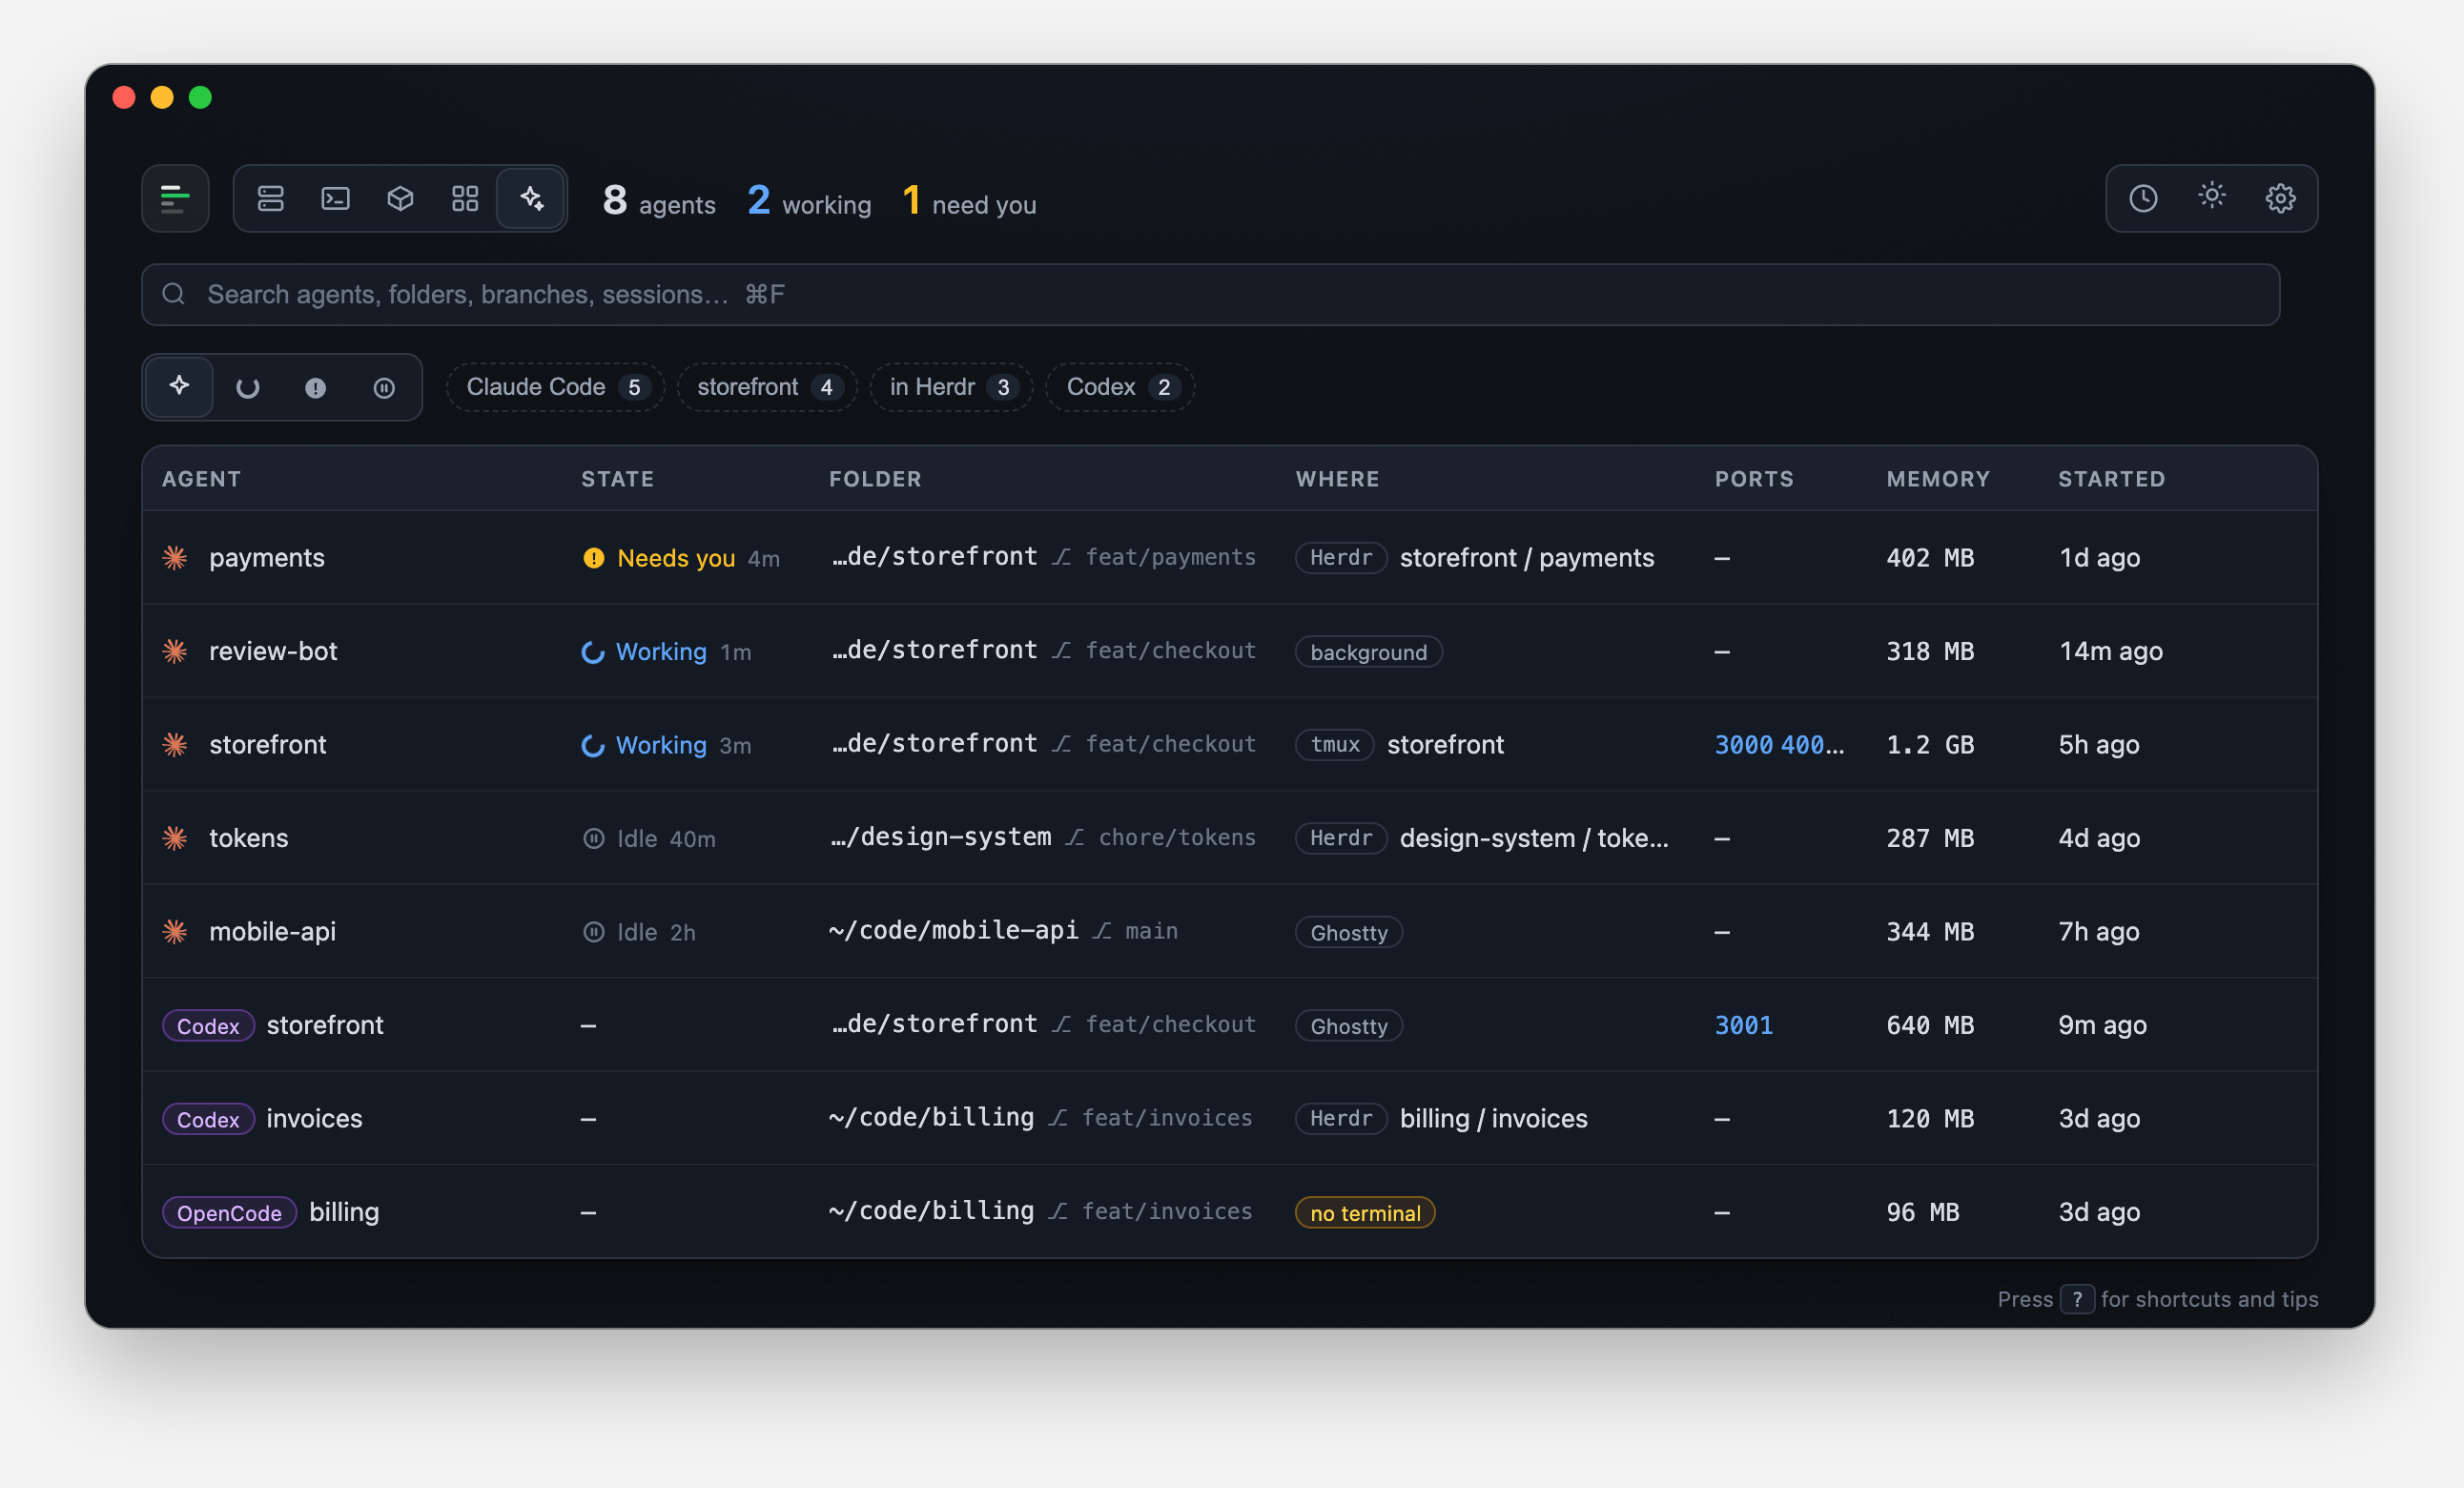 8 agents 2 working 1 need you
Search agents, folders, branches, sessions… ⌘F
Claude Code 5 storefront 4 in Herdr 3 Codex 2
AGENT STATE FOLDER WHERE PORTS MEMORY STARTED
payments Needs you 4m …de/storefront feat/payments Herdr storefront / payments – 402 MB 1d ago
review-bot Working 1m …de/storefront feat/checkout background – 318 MB 14m ago
storefront Working 3m …de/storefront feat/checkout tmux storefront 3000 400… 1.2 GB 5h ago
tokens Idle 40m …/design-system chore/tokens Herdr design-system / toke… – 287 MB 4d ago
mobile-api Idle 2h ~/code/mobile-api main Ghostty – 344 MB 7h ago
Codex storefront – …de/storefront feat/checkout Ghostty 3001 640 MB 9m ago
Codex invoices – ~/code/billing feat/invoices Herdr billing / invoices – 120 MB 3d ago
OpenCode billing – ~/code/billing feat/invoices no terminal – 96 MB 3d ago
Press ? for shortcuts and tips